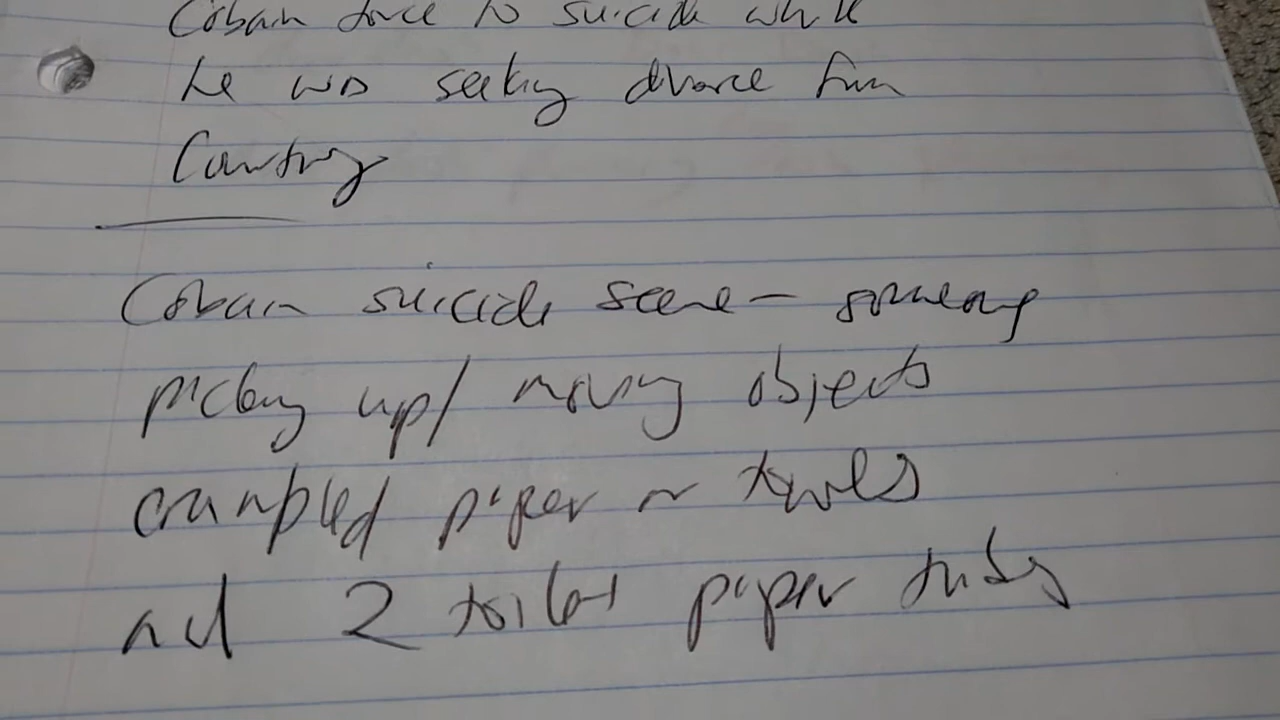 Cobain force to suicide while
he was seeking divorce from
Courtney
Cobain suicide scene - someone
picking up/ moving objects
crumpled paper or towels
and 2 toilet paper tubes